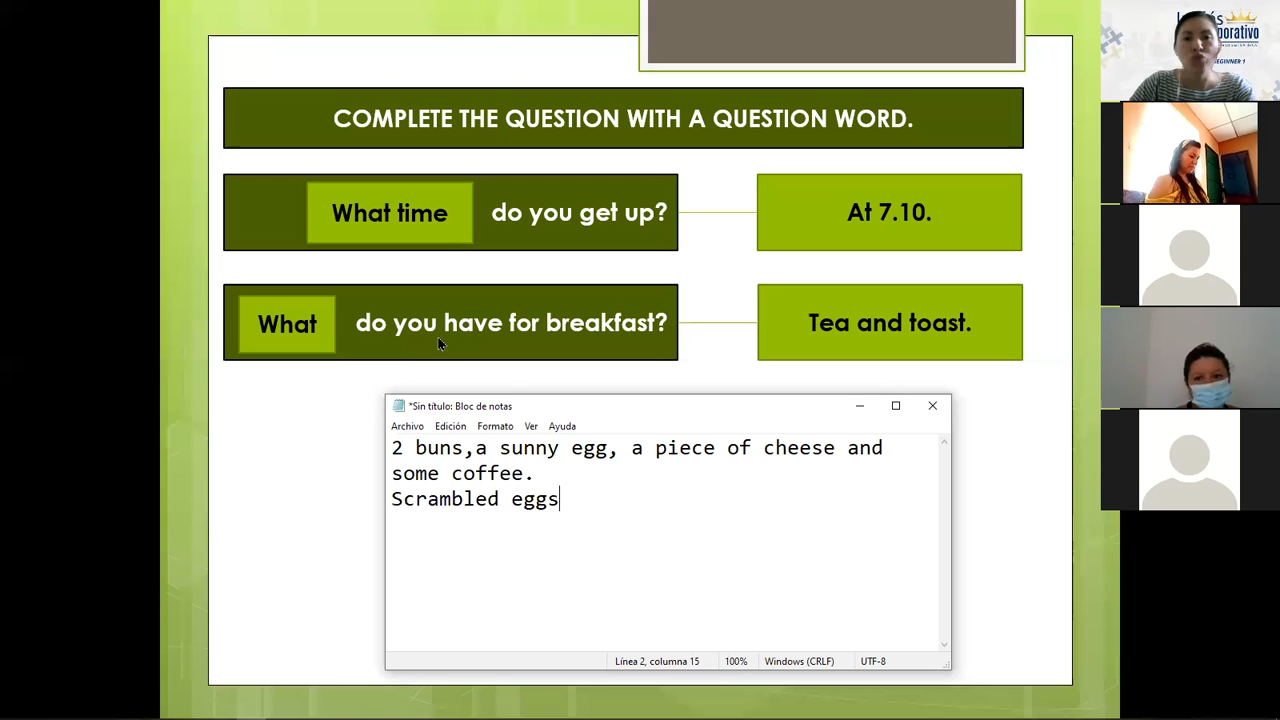 COMPLETE THE QUESTION WITH A QUESTION WORD.
What time do you get up?
At 7.10.
What do you have for breakfast?
Tea and toast.
*Sin título: Bloc de notas
Archivo Edición Formato Ver Ayuda
2 buns,a sunny egg, a piece of cheese and
some coffee.
Scrambled eggs
Línea 2, columna 15 100% Windows (CRLF) UTF-8